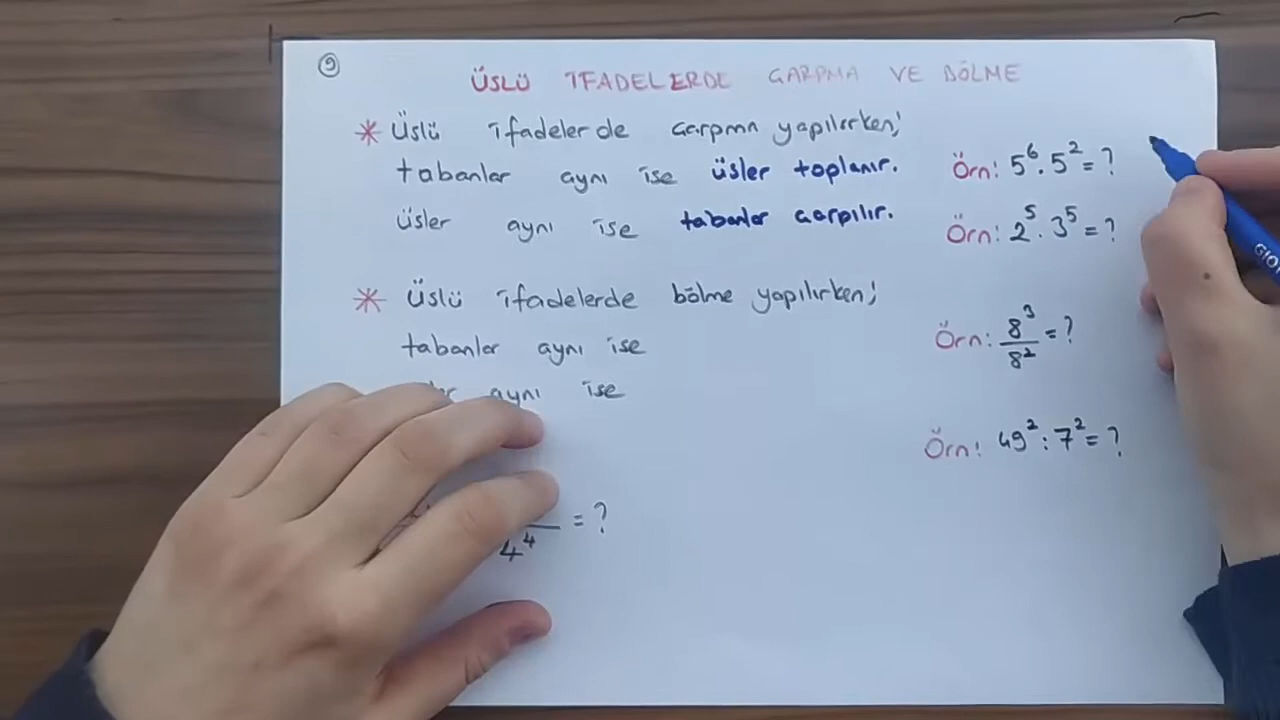 9
ÜSLÜ İFADELERDE ÇARPMA VE BÖLME
* Üslü ifadelerde çarpma yapılırken;
tabanlar aynı ise üsler toplanır.
üsler aynı ise tabanlar çarpılır.
Örn: 5⁶ . 5² = ?
Örn: 2⁵ . 3⁵ = ?
* Üslü ifadelerde bölme yapılırken;
tabanlar aynı ise
aynı ise
Örn: 8³/8² = ?
Örn: 49² : 7² = ?
4⁴ = ?